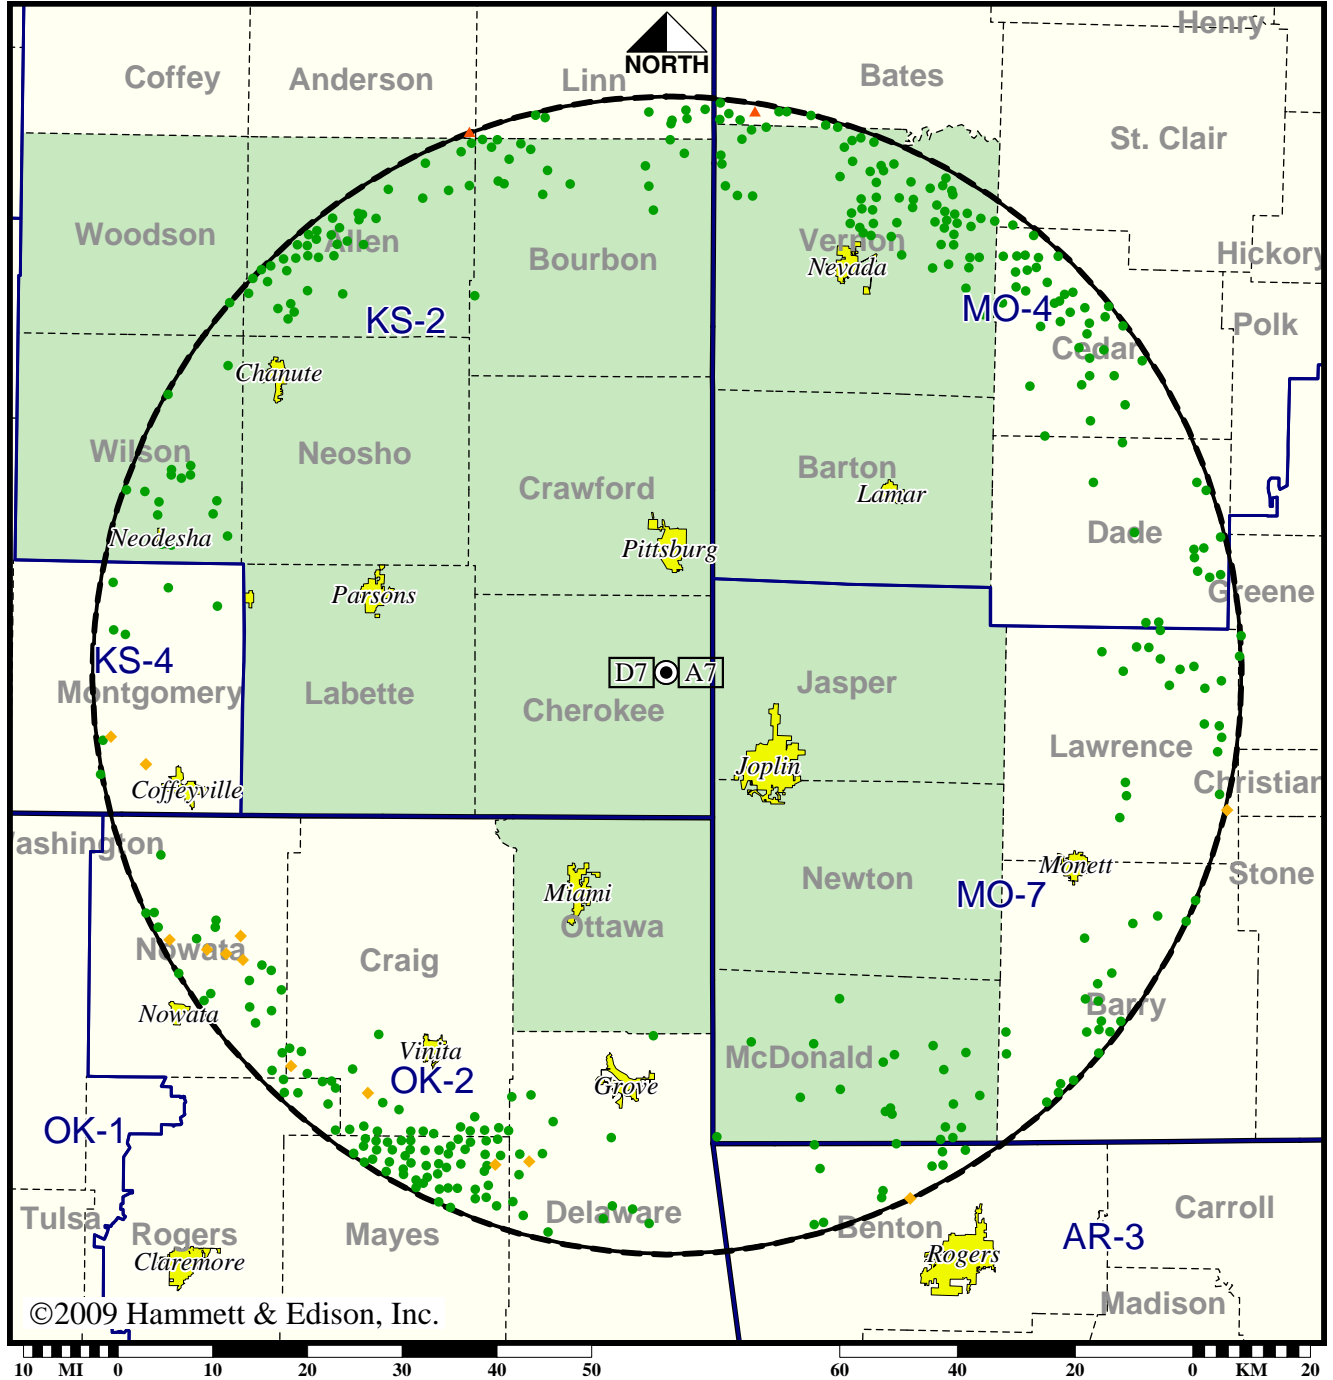 Henry
Coffey
Anderson
Linn
NORTH
Bates
St. Clair
Woodson
Allen
Bourbon
Vernon
Nevada
Hickory
KS-2
MO-4
Polk
Cedar
Chanute
Wilson
Neosho
Crawford
Barton
Lamar
Neodesha
Pittsburg
Dade
Parsons
Greene
KS-4
Montgomery
Labette
D7
A7
Cherokee
Jasper
Lawrence
Joplin
Coffeyville
Christian
ashington
Miami
Ottawa
Newton
MO-7
Monett
Stone
Nowata
Craig
Nowata
Barry
Vinita
OK-2
Grove
McDonald
OK-1
Tulsa
Rogers
Claremore
Mayes
Delaware
Benton
Rogers
AR-3
Carroll
Madison
©2009 Hammett & Edison, Inc.
10 MI 0 10 20 30 40 50 60 40 20 0 KM 20